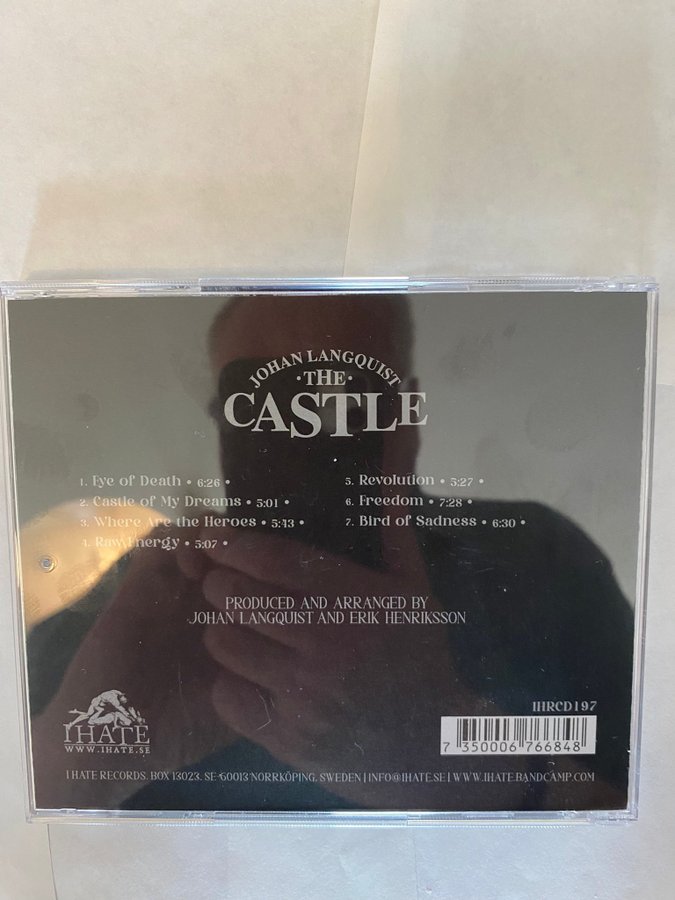 JOHAN LANGQUIST
·THE·
CASTLE
1. Eye of Death • 6:26 •
2. Castle of My Dreams • 5:01 •
3. Where Are the Heroes • 5:43 •
4. Raw Energy • 5:07 •
5. Revolution • 5:27 •
6. Freedom • 7:28 •
7. Bird of Sadness • 6:30 •
PRODUCED AND ARRANGED BY
JOHAN LANGQUIST AND ERIK HENRIKSSON
I HATE
WWW.IHATE.SE
IHRCD197
7 350006 766848
I HATE RECORDS. BOX 13023. SE-60013 NORRKÖPING. SWEDEN | INFO@IHATE.SE | WWW.IHATE.BANDCAMP.COM